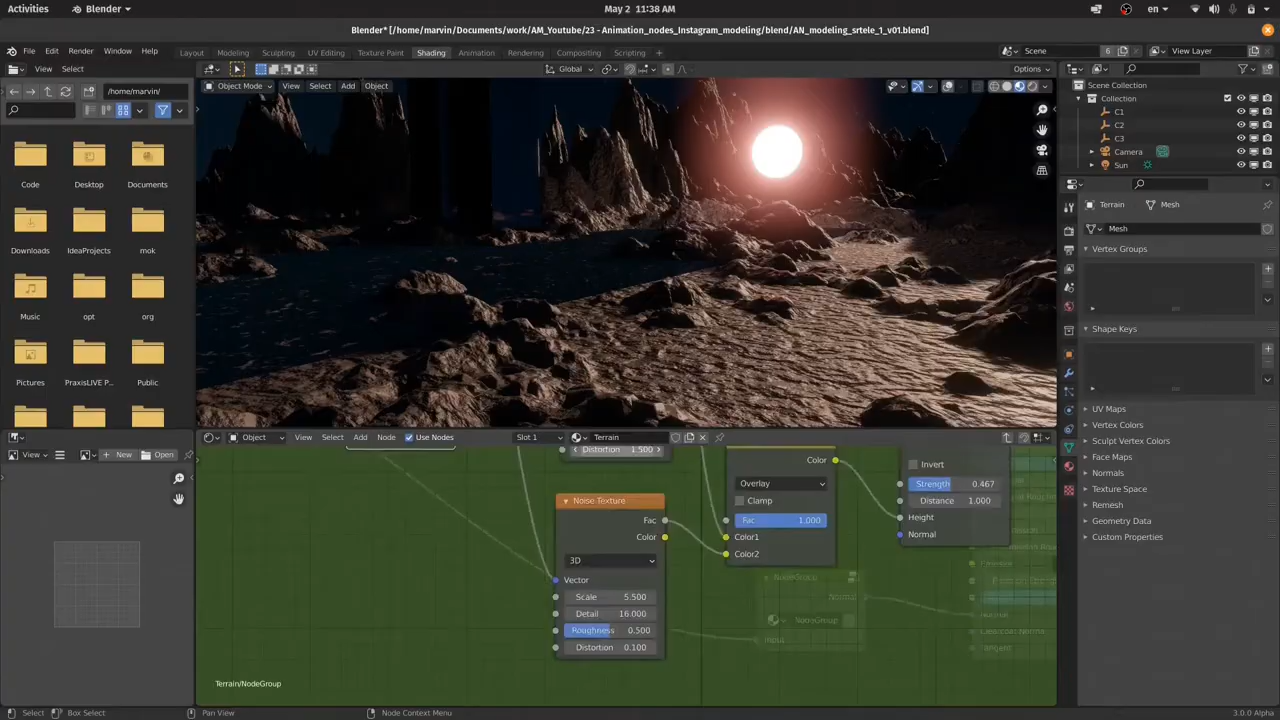 Activities
Blender
May 2 11:38 AM
en
Blender* [/home/marvin/Documents/work/AM_Youtube/23 - Animation_nodes_Instagram_modeling/blend/AN_modeling_srtele_1_v01.blend]
File Edit Render Window Help
Layout Modeling Sculpting UV Editing Texture Paint Shading Animation Rendering Compositing Scripting
Scene 6
View Layer
View Select
Global
Options
/home/marvin/
Object Mode View Select Add Object
Scene Collection
Collection
C1
C2
C3
Camera
Sun
Code Desktop Documents
Downloads IdeaProjects mok
Music opt org
Pictures PraxisLIVE P... Public
Terrain Mesh
Mesh
Vertex Groups
Shape Keys
UV Maps
Vertex Colors
Sculpt Vertex Colors
Face Maps
Normals
Texture Space
Remesh
Geometry Data
Custom Properties
View New Open
Object View Select Add Node Use Nodes Slot 1 Terrain
Distortion 1.500
Noise Texture
Fac
Color
3D
Vector
Scale 5.500
Detail 16.000
Roughness 0.500
Distortion 0.100
Color
Overlay
Clamp
Fac 1.000
Color1
Color2
Invert
Strength 0.467
Distance 1.000
Height
Normal
NodeGroup
Normal
NodeGroup
Input
Normal
Tangent
Terrain/NodeGroup
Select Box Select Pan View Node Context Menu 3.0.0 Alpha